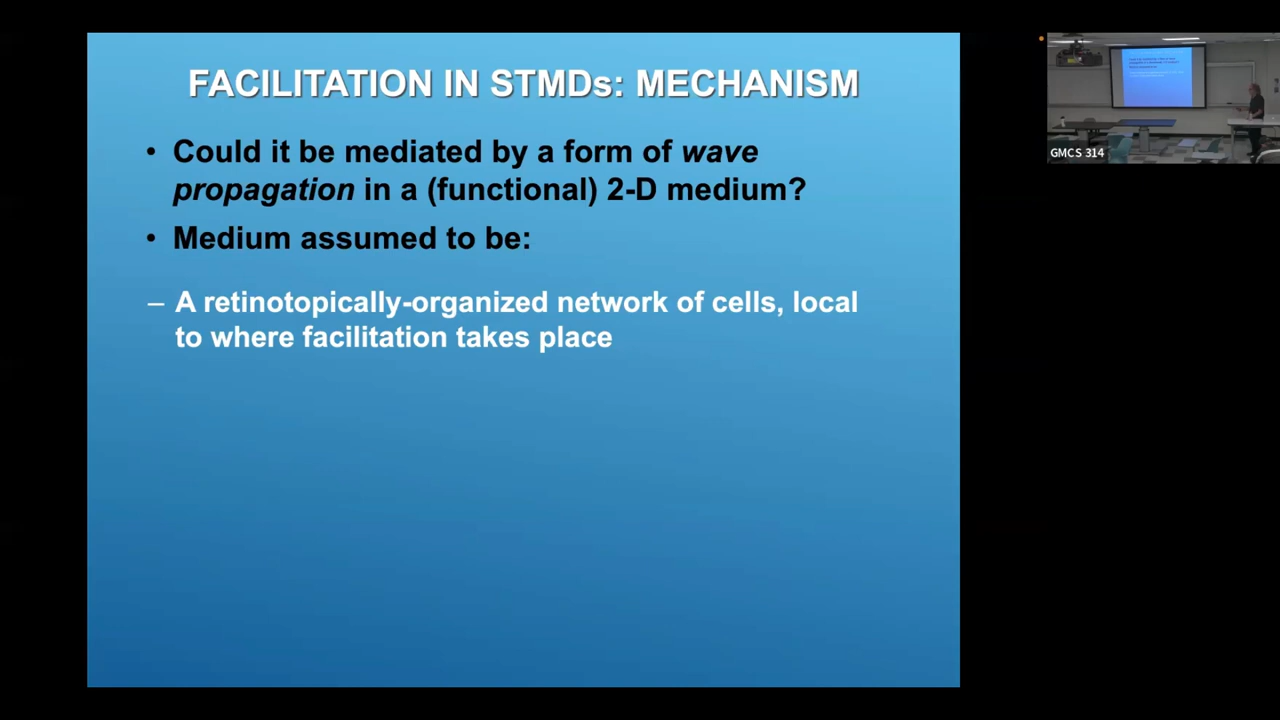 FACILITATION IN STMDs: MECHANISM
• Could it be mediated by a form of wave
propagation in a (functional) 2-D medium?
• Medium assumed to be:
– A retinotopically-organized network of cells, local
to where facilitation takes place
GMCS 314